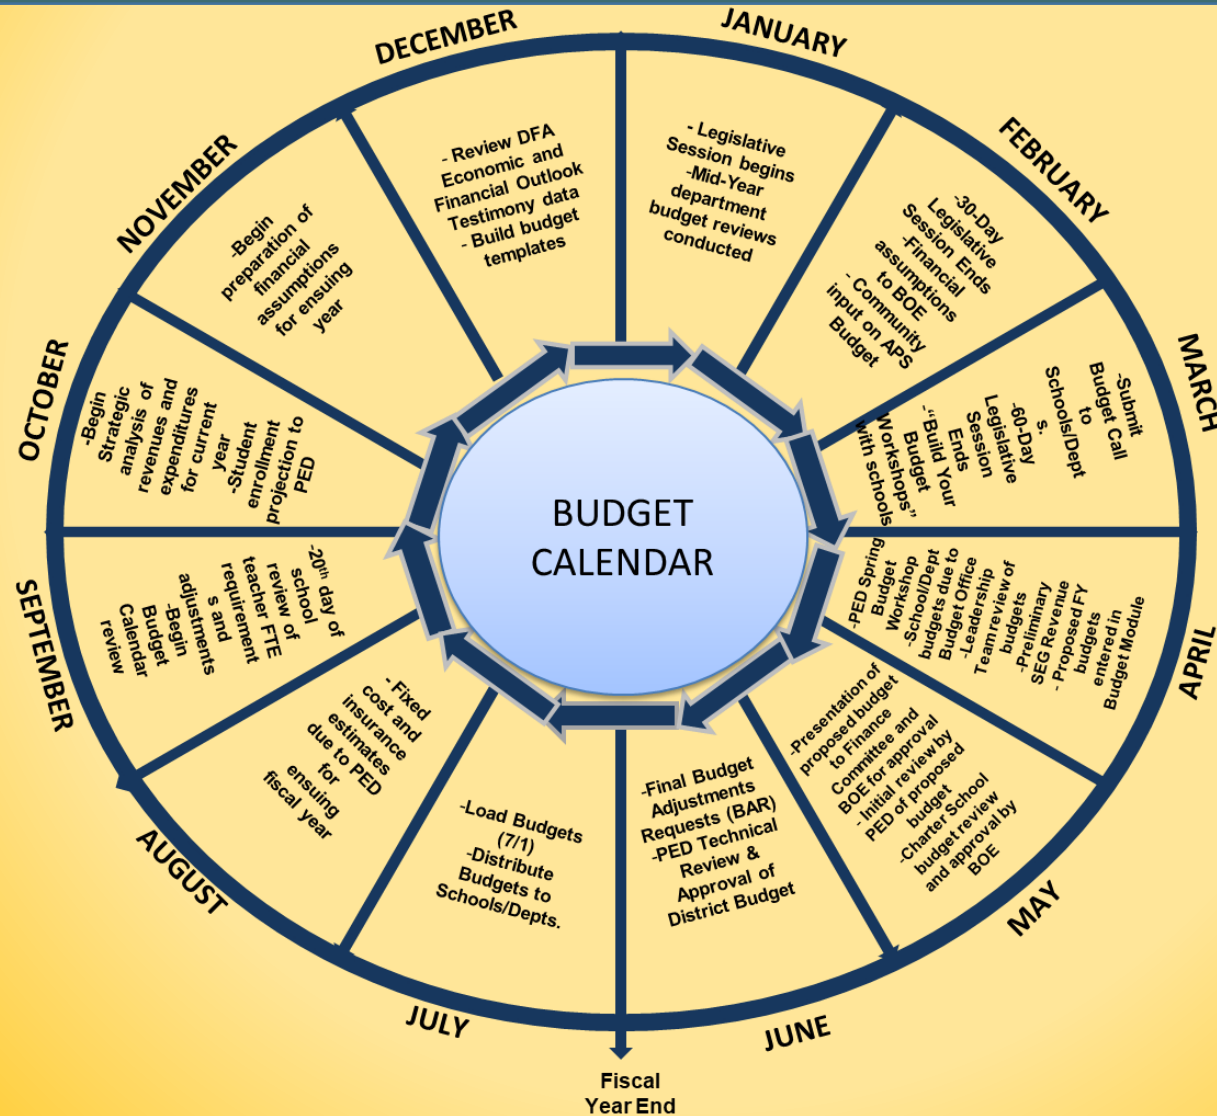 DECEMBER
- Review DFA
Economic and
Financial Outlook
Testimony data
- Build budget
templates
JANUARY
- Legislative
Session begins
-Mid-Year
department
budget reviews
conducted
FEBRUARY
-30-Day
Legislative
Session Ends
-Financial
assumptions
to BOE
- Community
input on APS
Budget
MARCH
-Submit
Budget Call
to
Schools/Dept
s.
-60-Day
Legislative
Session
Ends
-“Build Your
Budget
Workshops”
with schools
APRIL
-PED Spring
Budget
Workshop
-School/Dept
budgets due to
Budget Office
-Leadership
Team review of
budgets
-Preliminary
SEG Revenue
- Proposed FY
budgets
entered in
Budget Module
MAY
-Presentation of
proposed budget
to Finance
Committee and
BOE for approval
-Initial review by
PED of proposed
budget
-Charter School
budget review
and approval by
BOE
JUNE
-Final Budget
Adjustments
Requests (BAR)
-PED Technical
Review &
Approval of
District Budget
Fiscal
Year End
JULY
-Load Budgets
(7/1)
-Distribute
Budgets to
Schools/Depts.
AUGUST
- Fixed
cost and
insurance
estimates
due to PED
for
ensuing
fiscal year
SEPTEMBER
-20th day of
school
review of
teacher FTE
requirement
s and
adjustments
-Begin
Budget
Calendar
review
OCTOBER
-Begin
Strategic
analysis of
revenues and
expenditures
for current
year
-Student
enrollment
projection to
PED
NOVEMBER
-Begin
preparation of
financial
assumptions
for ensuing
year
BUDGET
CALENDAR